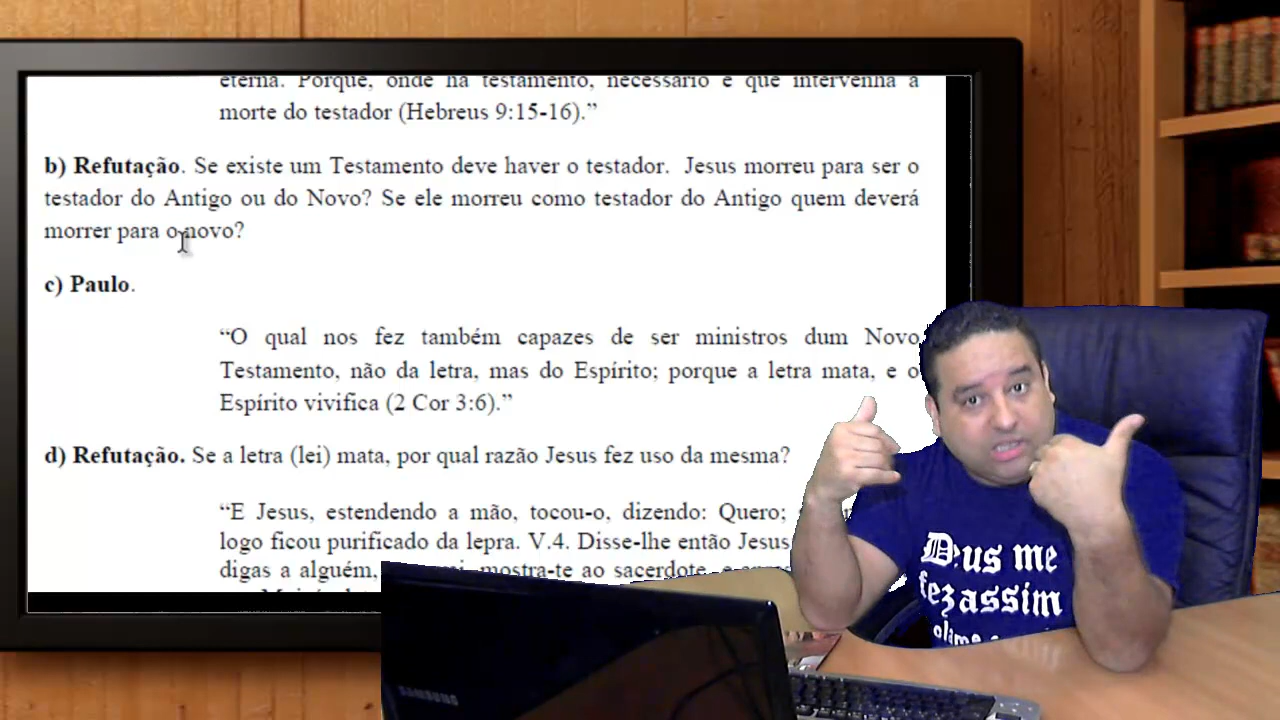 eterna. Porque, onde há testamento, necessário é que intervenha a
morte do testador (Hebreus 9:15-16).”
b) Refutação. Se existe um Testamento deve haver o testador. Jesus morreu para ser o
testador do Antigo ou do Novo? Se ele morreu como testador do Antigo quem deverá
morrer para o novo?
c) Paulo.
“O qual nos fez também capazes de ser ministros dum Novo
Testamento, não da letra, mas do Espírito; porque a letra mata, e o
Espírito vivifica (2 Cor 3:6).”
d) Refutação. Se a letra (lei) mata, por qual razão Jesus fez uso da mesma?
“E Jesus, estendendo a mão, tocou-o, dizendo: Quero;
logo ficou purificado da lepra. V.4. Disse-lhe então Jesus
digas a alguém, mostra-te ao sacerdote, e
Deus me
fez assim
SAMSUNG